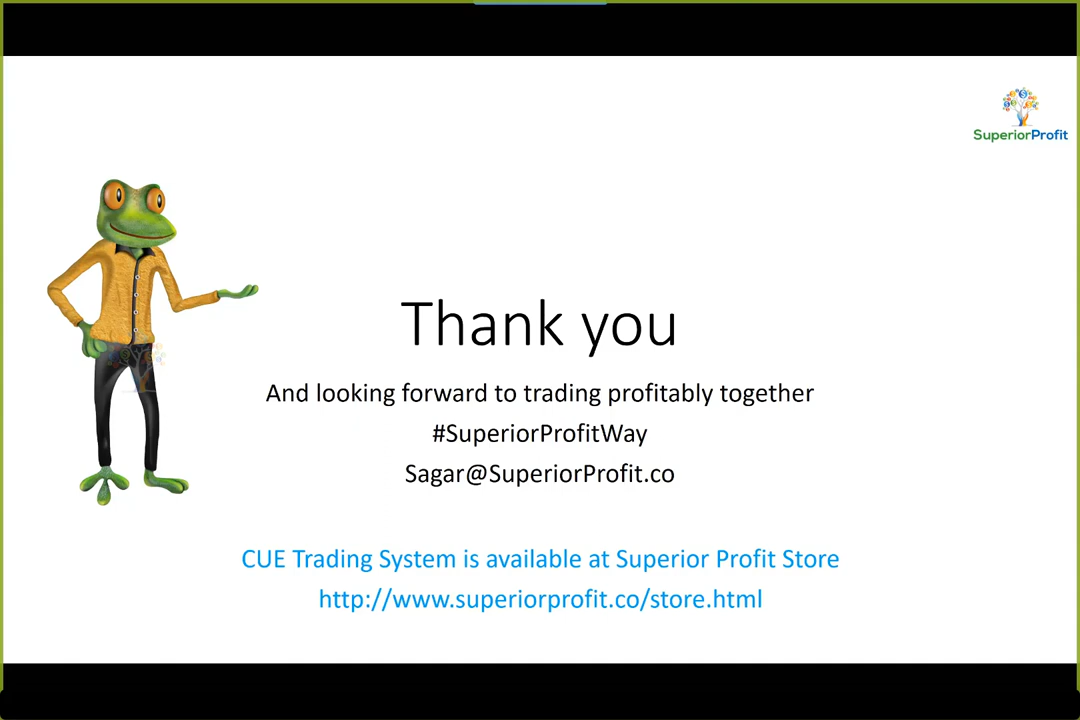 SuperiorProfit
Thank you
And looking forward to trading profitably together
#SuperiorProfitWay
Sagar@SuperiorProfit.co
CUE Trading System is available at Superior Profit Store
http://www.superiorprofit.co/store.html